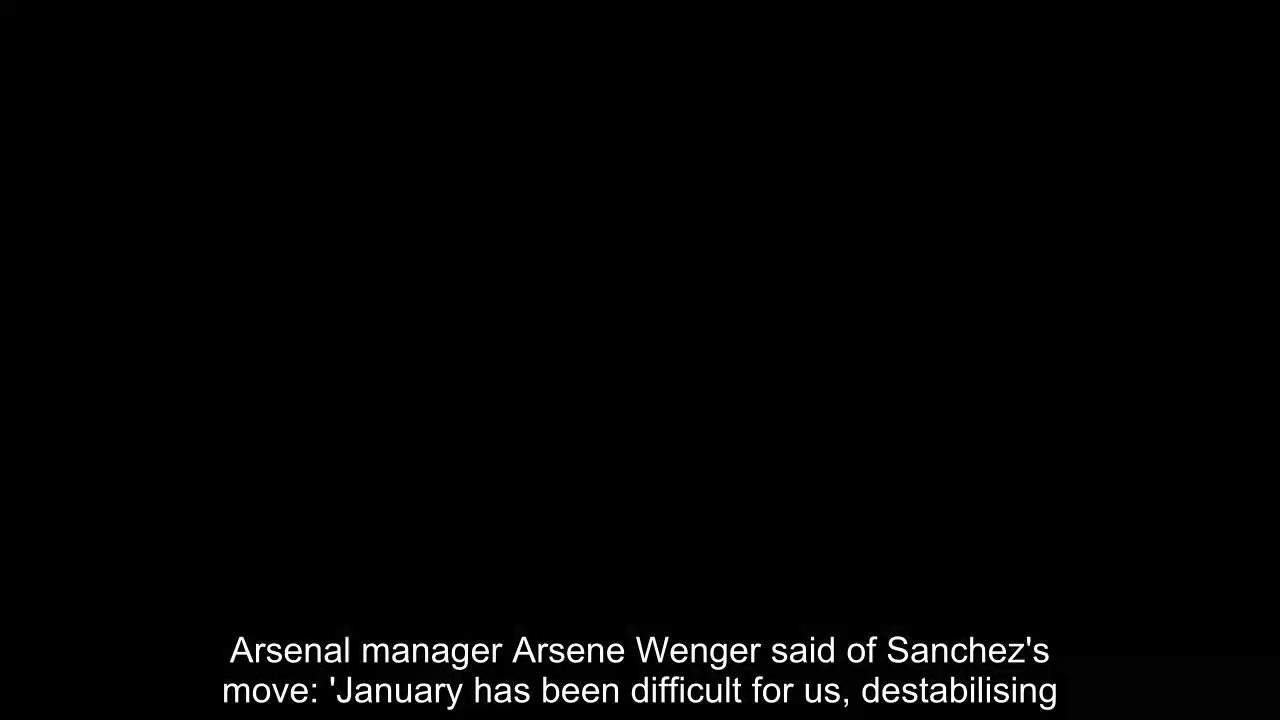 Arsenal manager Arsene Wenger said of Sanchez's
move: 'January has been difficult for us, destabilising